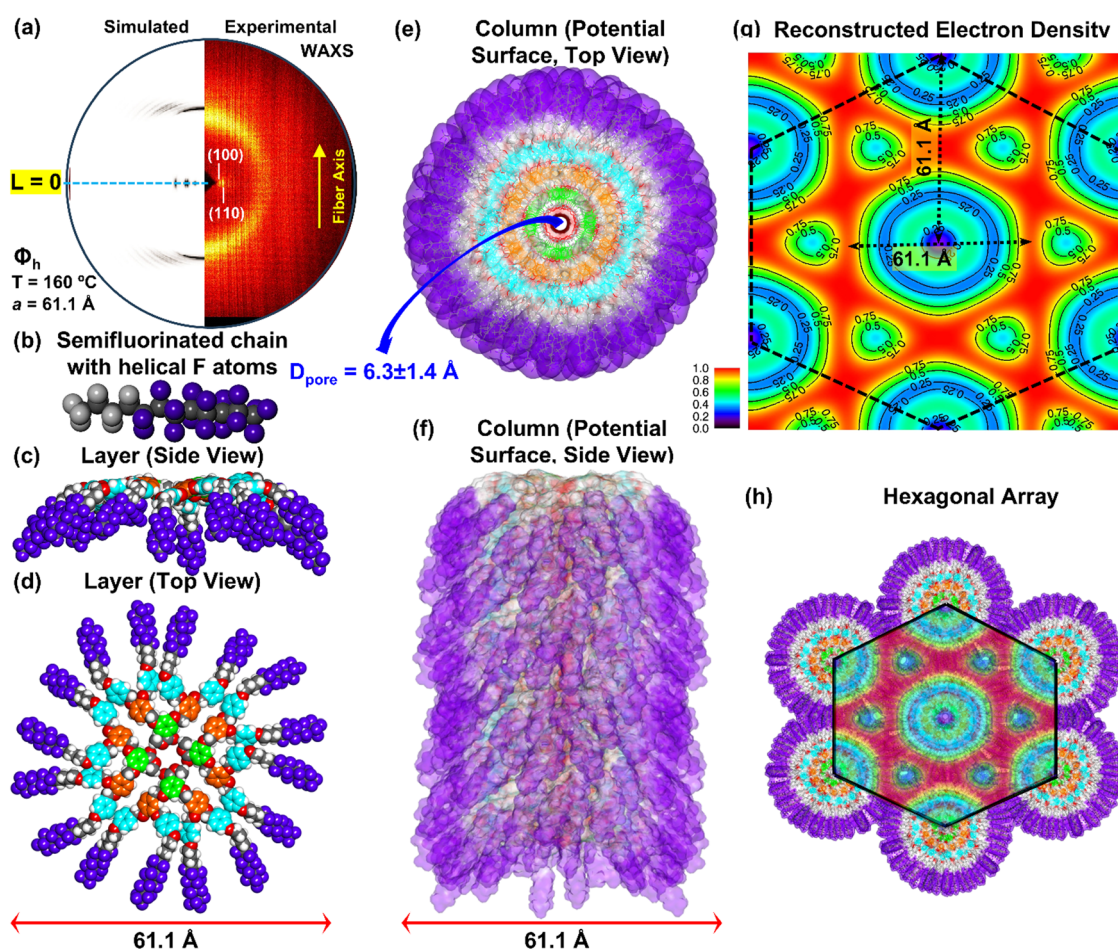 (a)
Simulated
Experimental
WAXS
(100)
L = 0
(110)
Fiber Axis
Φh
T = 160 ºC
a = 61.1 Å
(b)
Semifluorinated chain
with helical F atoms
(c)
Layer (Side View)
(d)
Layer (Top View)
61.1 Å
(e)
Column (Potential
Surface, Top View)
Dpore = 6.3±1.4 Å
(f)
Column (Potential
Surface, Side View)
61.1 Å
(g)
Reconstructed Electron Density
61.1 Å
61.1 Å
0.75
0.5
0.25
1.0
0.8
0.6
0.4
0.2
0.0
(h)
Hexagonal Array